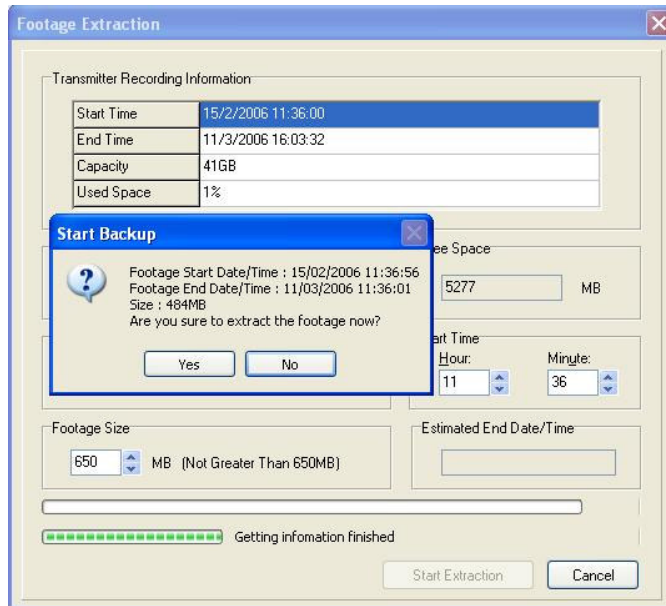 Footage Extraction
Transmitter Recording Information
Start Time 15/2/2006 11:36:00
End Time 11/3/2006 16:03:32
Capacity 41GB
Used Space 1%
Start Backup
Footage Start Date/Time : 15/02/2006 11:36:56
Footage End Date/Time : 11/03/2006 11:36:01
Size : 484MB
Are you sure to extract the footage now?
Yes No
Space
5277 MB
Time
Hour: Minute:
11 36
Footage Size
650 MB (Not Greater Than 650MB)
Estimated End Date/Time
Getting infomation finished
Start Extraction Cancel